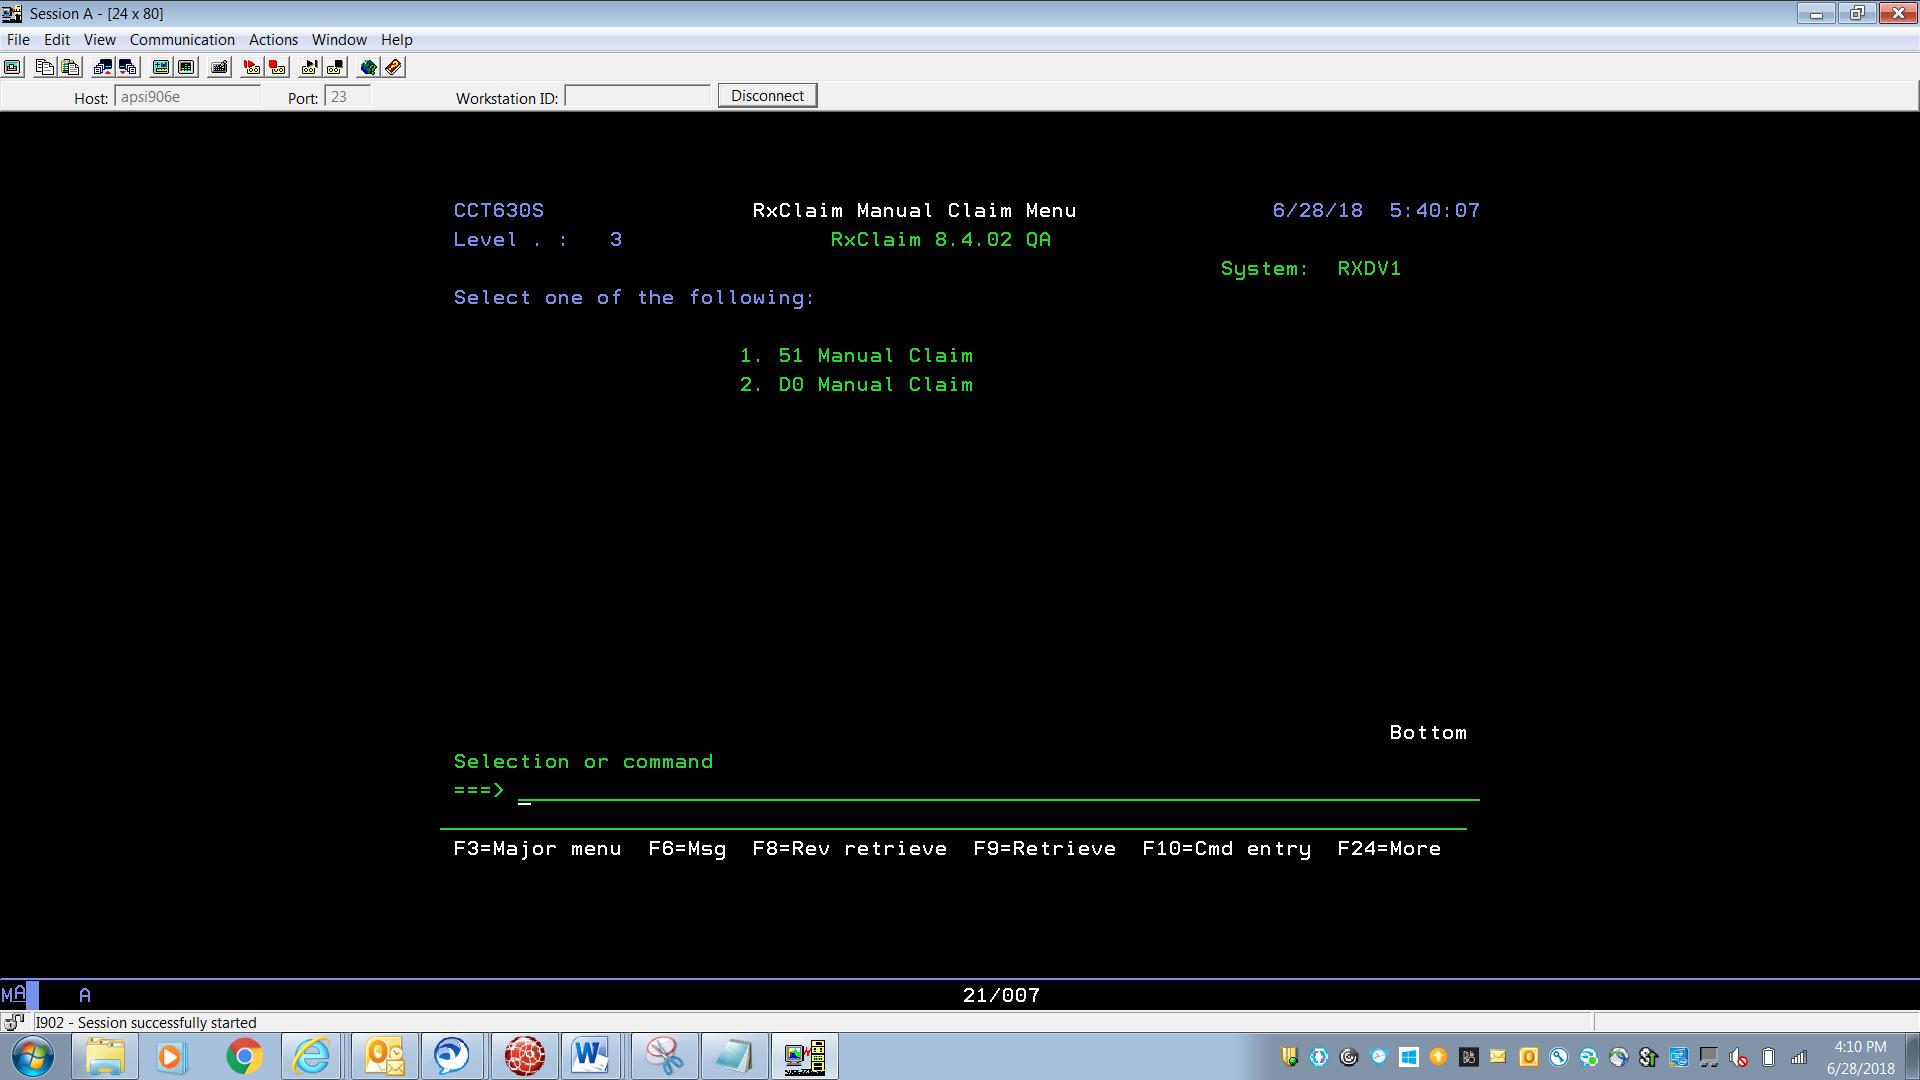 Session A - [24 x 80]
File Edit View Communication Actions Window Help
Host: apsi906e Port: 23 Workstation ID: Disconnect
CCT630S RxClaim Manual Claim Menu 6/28/18 5:40:07
Level . : 3 RxClaim 8.4.02 QA
System: RXDV1
Select one of the following:
1. 51 Manual Claim
2. D0 Manual Claim
Bottom
Selection or command
===> _
F3=Major menu F6=Msg F8=Rev retrieve F9=Retrieve F10=Cmd entry F24=More
MA A 21/007
I902 - Session successfully started
4:10 PM
6/28/2018